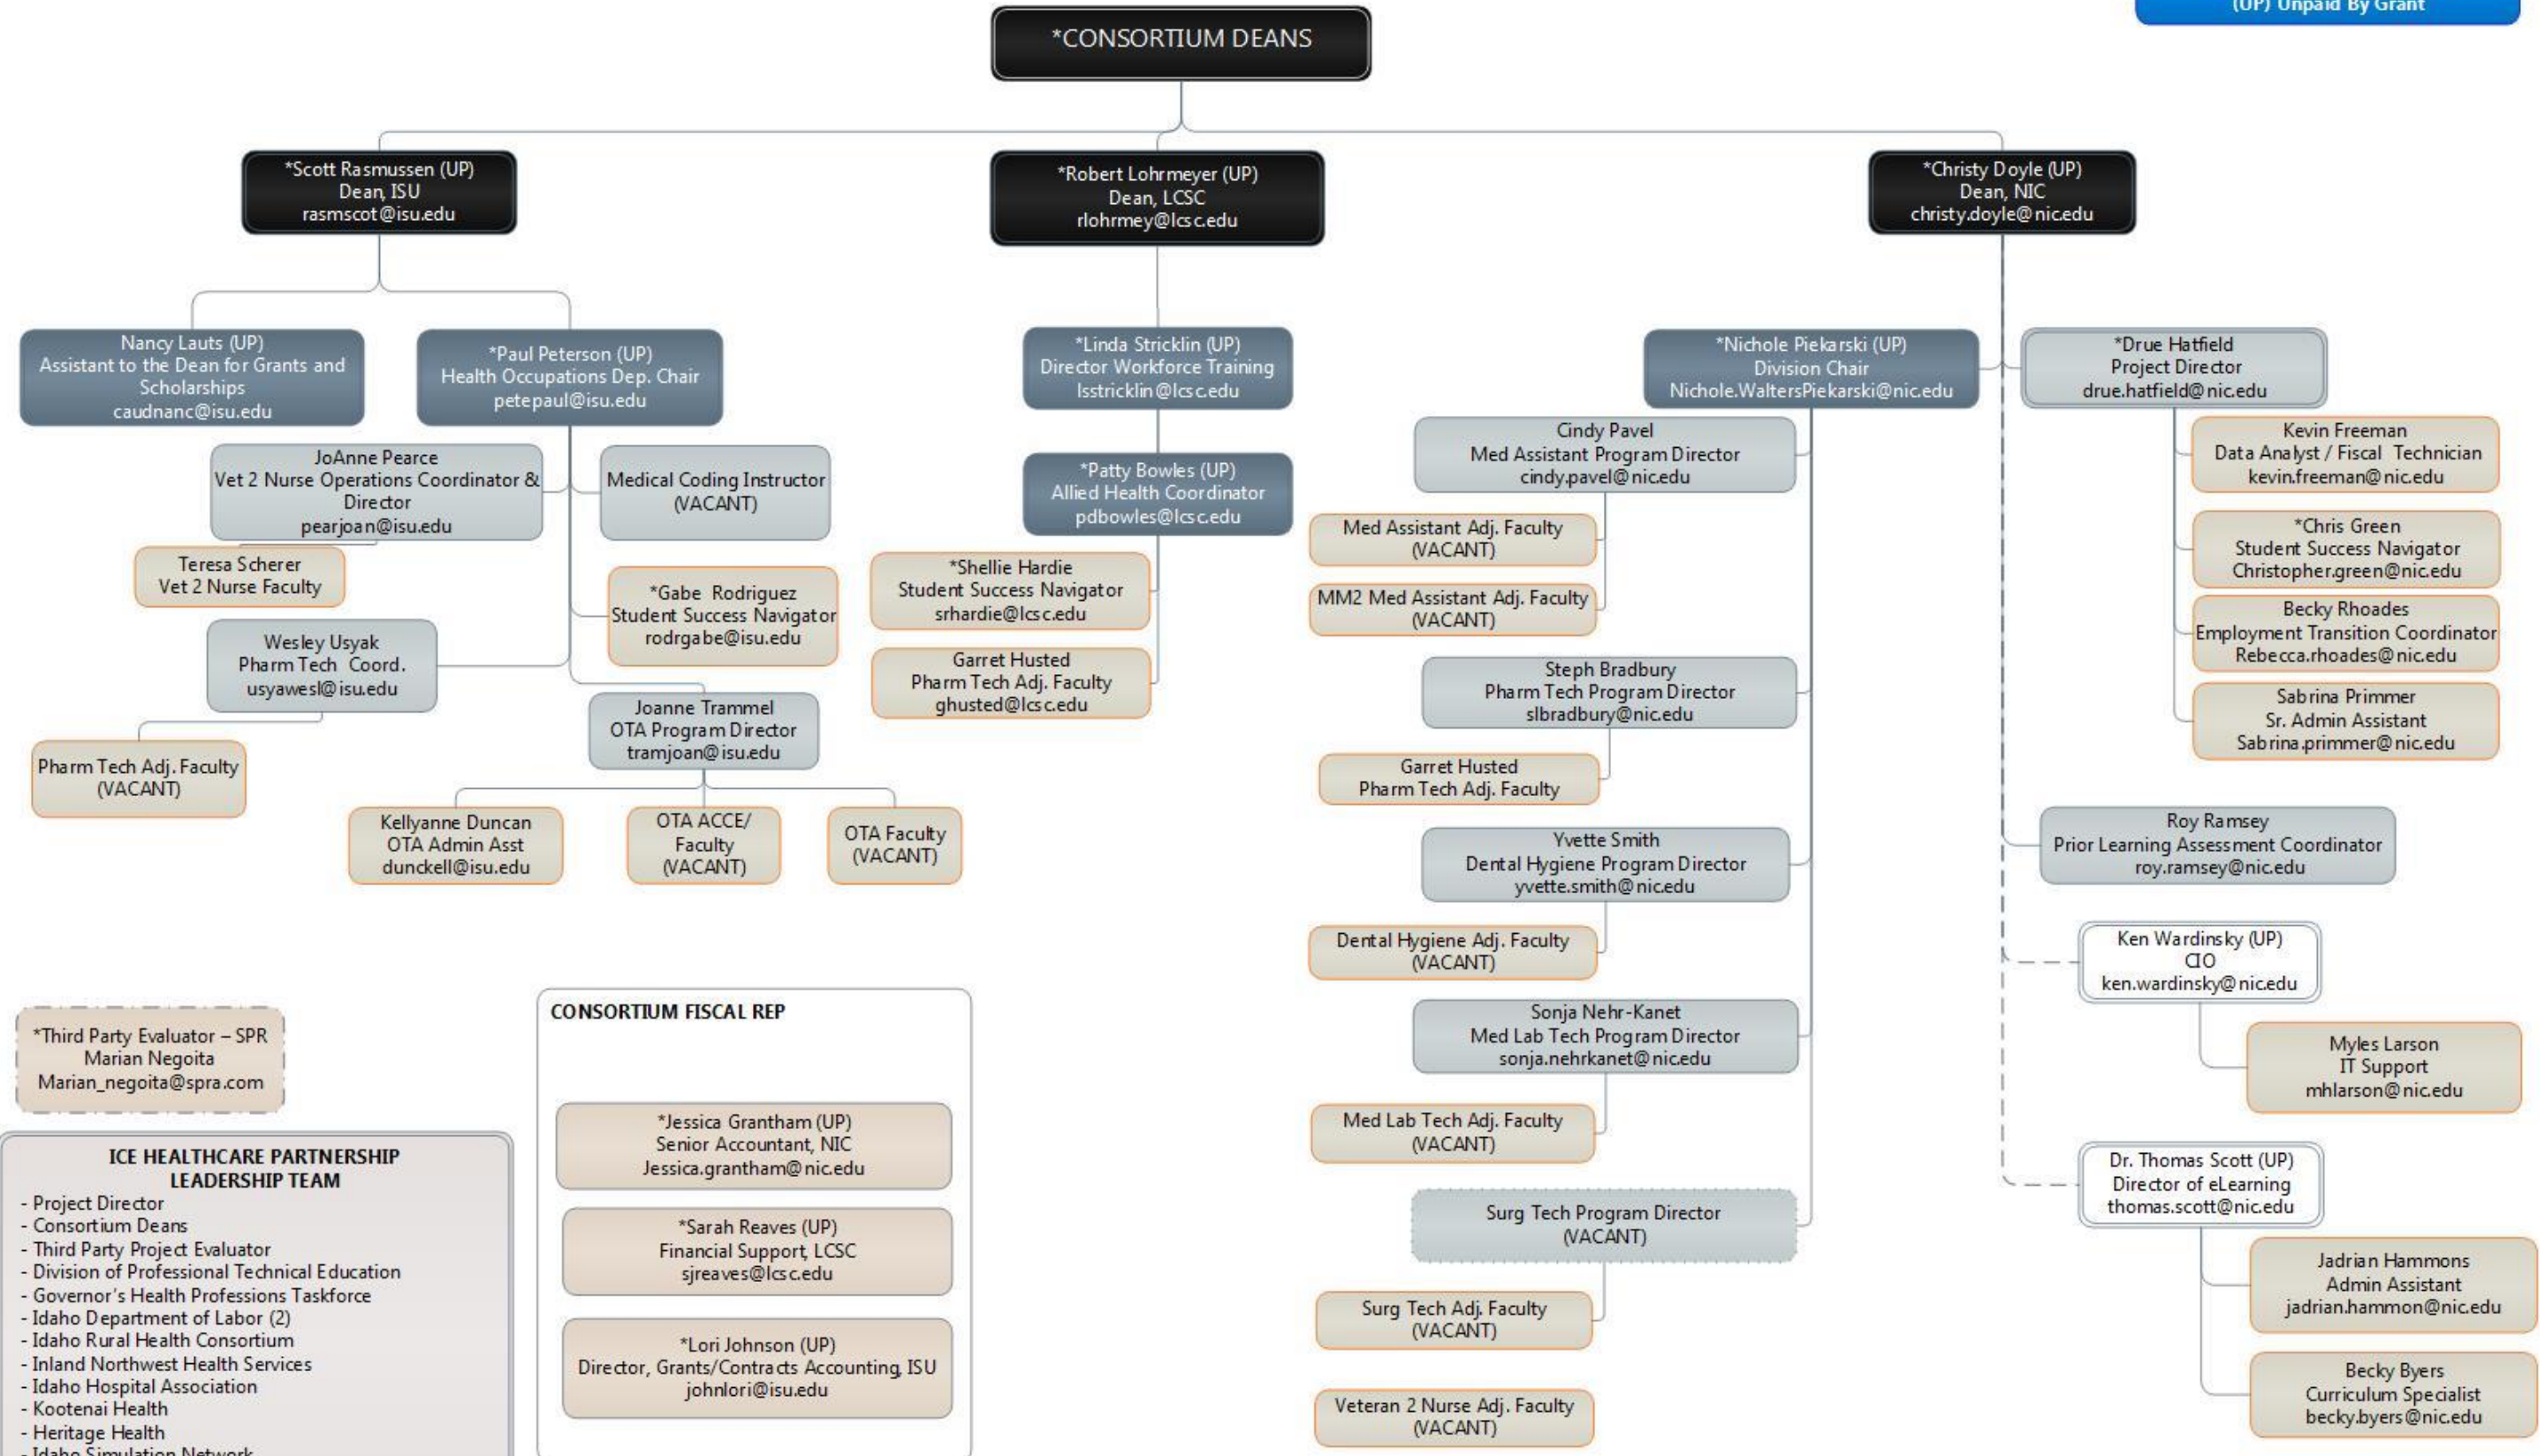 (UP) Unpaid By Grant
*CONSORTIUM DEANS
*Scott Rasmussen (UP)
Dean, ISU
rasmscot@isu.edu
*Robert Lohrmeyer (UP)
Dean, LCSC
rlohrmey@lcsc.edu
*Christy Doyle (UP)
Dean, NIC
christy.doyle@nic.edu
Nancy Lauts (UP)
Assistant to the Dean for Grants and
Scholarships
caudnanc@isu.edu
*Paul Peterson (UP)
Health Occupations Dep. Chair
petepaul@isu.edu
JoAnne Pearce
Vet 2 Nurse Operations Coordinator &
Director
pearjoan@isu.edu
Medical Coding Instructor
(VACANT)
Teresa Scherer
Vet 2 Nurse Faculty
*Gabe Rodriguez
Student Success Navigator
rodrgabe@isu.edu
Wesley Usyak
Pharm Tech Coord.
usyawesl@isu.edu
Joanne Trammel
OTA Program Director
tramjoan@isu.edu
Pharm Tech Adj. Faculty
(VACANT)
Kellyanne Duncan
OTA Admin Asst
dunckell@isu.edu
OTA ACCE/
Faculty
(VACANT)
OTA Faculty
(VACANT)
*Linda Stricklin (UP)
Director Workforce Training
lsstricklin@lcsc.edu
*Patty Bowles (UP)
Allied Health Coordinator
pdbowles@lcsc.edu
*Shellie Hardie
Student Success Navigator
srhardie@lcsc.edu
Garret Husted
Pharm Tech Adj. Faculty
ghusted@lcsc.edu
*Nichole Piekarski (UP)
Division Chair
Nichole.WaltersPiekarski@nic.edu
Cindy Pavel
Med Assistant Program Director
cindy.pavel@nic.edu
Med Assistant Adj. Faculty
(VACANT)
MM2 Med Assistant Adj. Faculty
(VACANT)
Steph Bradbury
Pharm Tech Program Director
slbradbury@nic.edu
Garret Husted
Pharm Tech Adj. Faculty
Yvette Smith
Dental Hygiene Program Director
yvette.smith@nic.edu
Dental Hygiene Adj. Faculty
(VACANT)
Sonja Nehr-Kanet
Med Lab Tech Program Director
sonja.nehrkanet@nic.edu
Med Lab Tech Adj. Faculty
(VACANT)
Surg Tech Program Director
(VACANT)
Surg Tech Adj. Faculty
(VACANT)
Veteran 2 Nurse Adj. Faculty
(VACANT)
*Drue Hatfield
Project Director
drue.hatfield@nic.edu
Kevin Freeman
Data Analyst / Fiscal Technician
kevin.freeman@nic.edu
*Chris Green
Student Success Navigator
Christopher.green@nic.edu
Becky Rhoades
Employment Transition Coordinator
Rebecca.rhoades@nic.edu
Sabrina Primmer
Sr. Admin Assistant
Sabrina.primmer@nic.edu
Roy Ramsey
Prior Learning Assessment Coordinator
roy.ramsey@nic.edu
Ken Wardinsky (UP)
CIO
ken.wardinsky@nic.edu
Myles Larson
IT Support
mhlarson@nic.edu
Dr. Thomas Scott (UP)
Director of eLearning
thomas.scott@nic.edu
Jadrian Hammons
Admin Assistant
jadrian.hammon@nic.edu
Becky Byers
Curriculum Specialist
becky.byers@nic.edu
*Third Party Evaluator – SPR
Marian Negoita
Marian_negoita@spra.com
ICE HEALTHCARE PARTNERSHIP
LEADERSHIP TEAM
- Project Director
- Consortium Deans
- Third Party Project Evaluator
- Division of Professional Technical Education
- Governor's Health Professions Taskforce
- Idaho Department of Labor (2)
- Idaho Rural Health Consortium
- Inland Northwest Health Services
- Idaho Hospital Association
- Kootenai Health
- Heritage Health
- Idaho Simulation Network
CONSORTIUM FISCAL REP
*Jessica Grantham (UP)
Senior Accountant, NIC
Jessica.grantham@nic.edu
*Sarah Reaves (UP)
Financial Support, LCSC
sjreaves@lcsc.edu
*Lori Johnson (UP)
Director, Grants/Contracts Accounting, ISU
johnlori@isu.edu